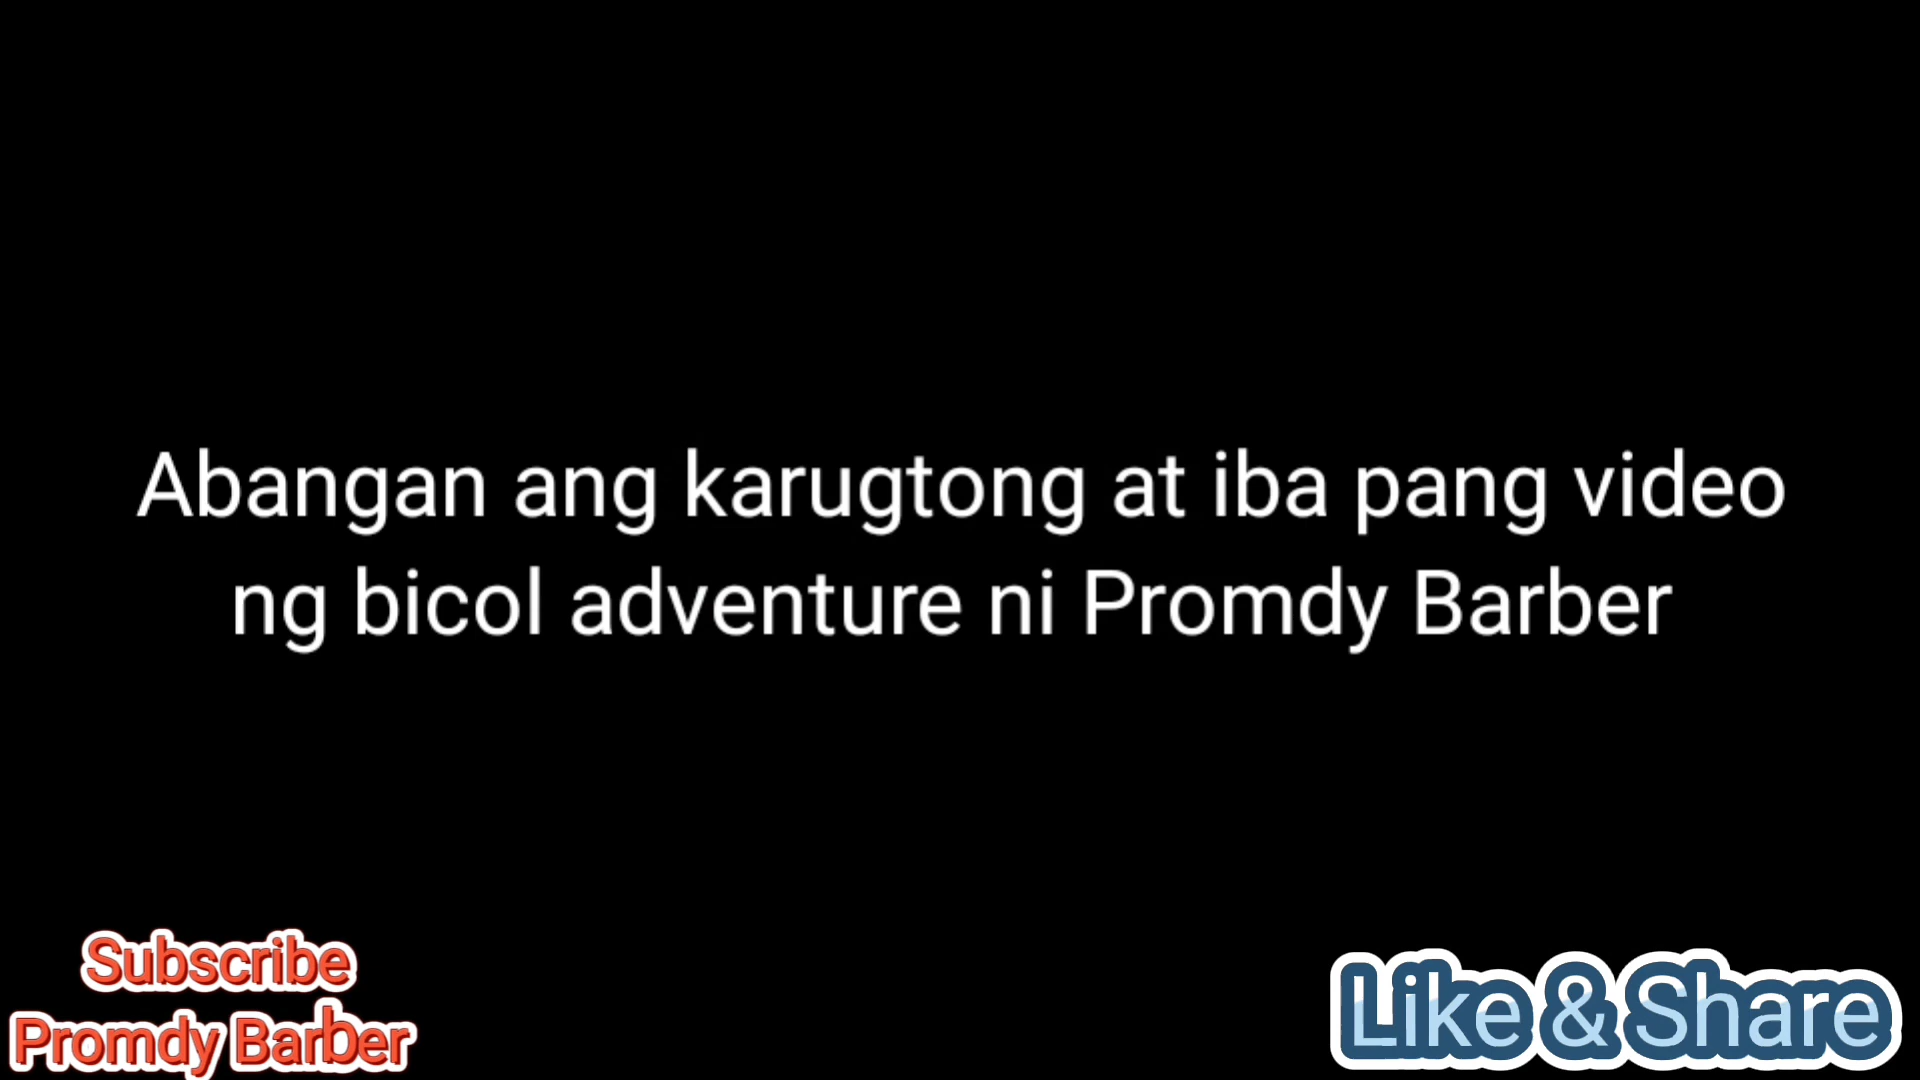 Abangan ang karugtong at iba pang video
ng bicol adventure ni Promdy Barber
Subscribe
Promdy Barber
Like & Share